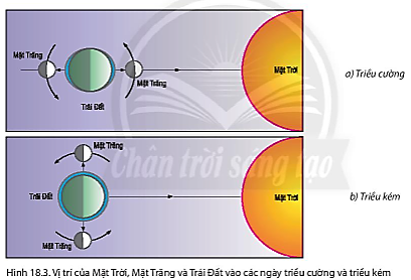 Mặt Trăng
Trái Đất
Mặt Trăng
Mặt Trời
a) Triều cường
Chân trời sáng tạo
Mặt Trăng
Trái Đất
Mặt Trăng
Mặt Trời
b) Triều kém
Hình 18.3. Vị trí của Mặt Trời, Mặt Trăng và Trái Đất vào các ngày triều cường và triều kém